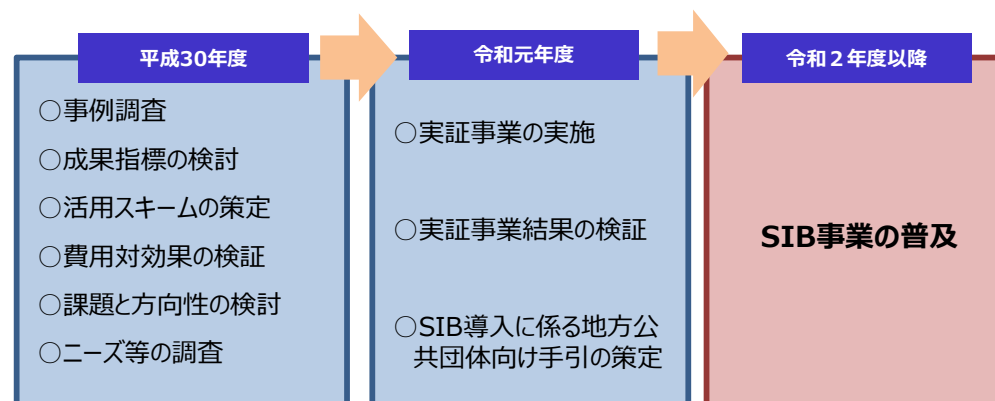 平成30年度
○事例調査
○成果指標の検討
○活用スキームの策定
○費用対効果の検証
○課題と方向性の検討
○ニーズ等の調査
令和元年度
○実証事業の実施
○実証事業結果の検証
○SIB導入に係る地方公
共団体向け手引の策定
令和２年度以降
SIB事業の普及